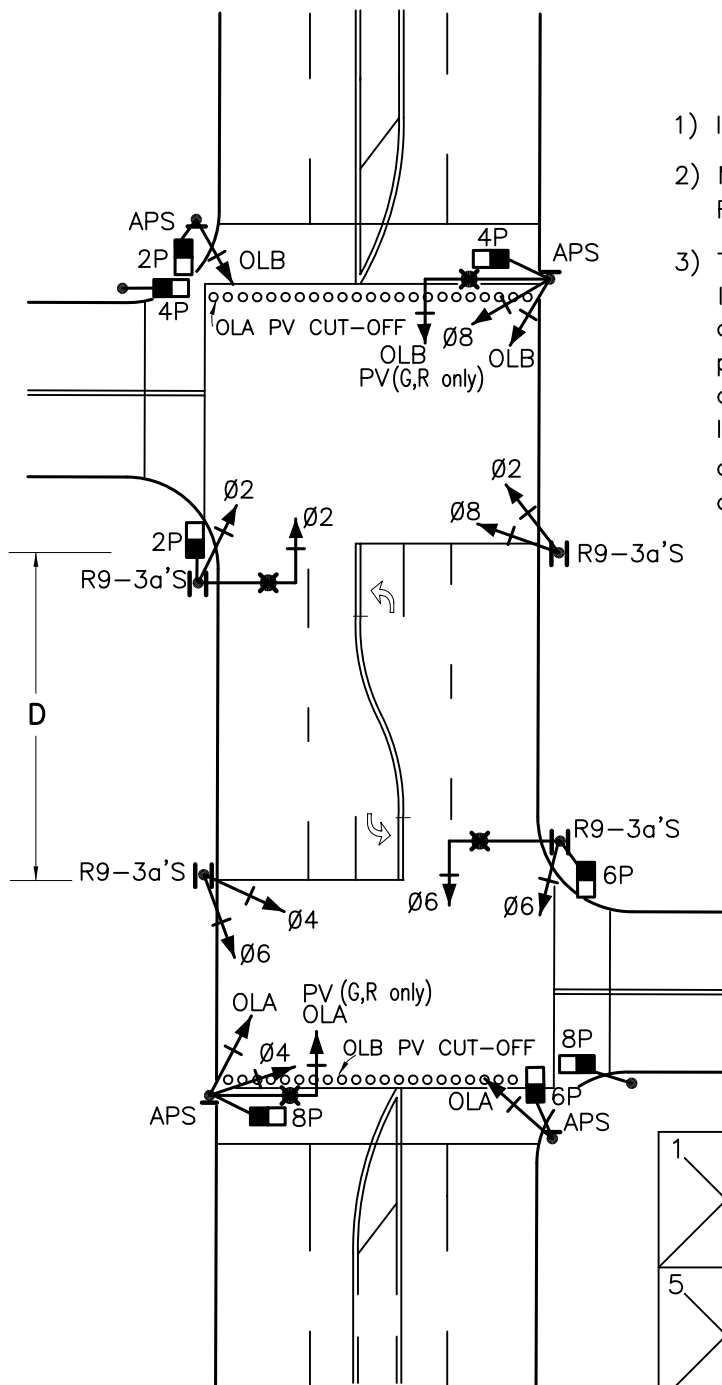 1) I
2)
3) T
APS
2P
OLB
4P
APS
4P
Ø8
OLA PV CUT-OFF
OLB
OLB
PV(G,R only)
Ø2
Ø2
2P
Ø2
Ø8
R9-3a'S
R9-3a'S
D
R9-3a'S
R9-3a'S
Ø4
Ø6
6P
Ø6
Ø6
OLA
PV(G,R only)
OLA
Ø4
OLB PV CUT-OFF
8P
OLA
6P
APS
8P
APS
1
5